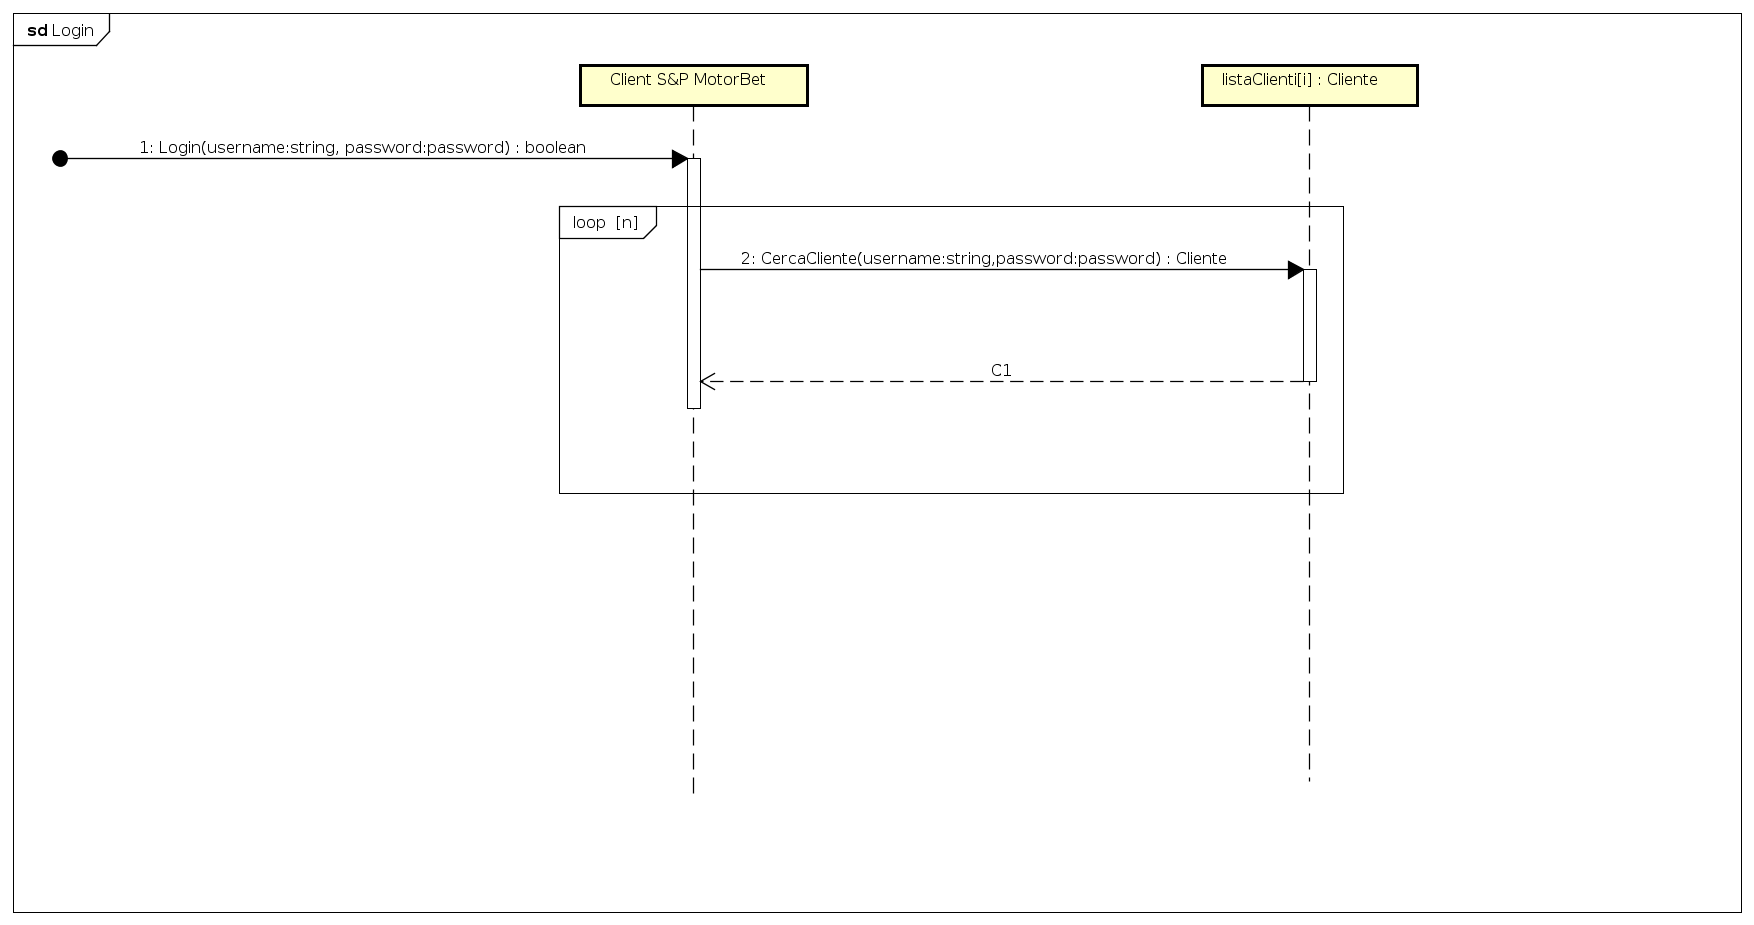 sd Login
Client S&P MotorBet
listaClienti[i] : Cliente
1: Login(username:string, password:password) : boolean
loop [n]
2: CercaCliente(username:string,password:password) : Cliente
C1